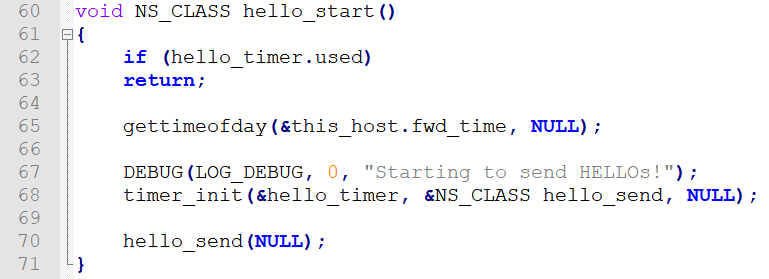 60 void NS_CLASS hello_start()
61 {
62 if (hello_timer.used)
63 return;
64
65 gettimeofday(&this_host.fwd_time, NULL);
66
67 DEBUG(LOG_DEBUG, 0, "Starting to send HELLOs!");
68 timer_init(&hello_timer, &NS_CLASS hello_send, NULL);
69
70 hello_send(NULL);
71 }